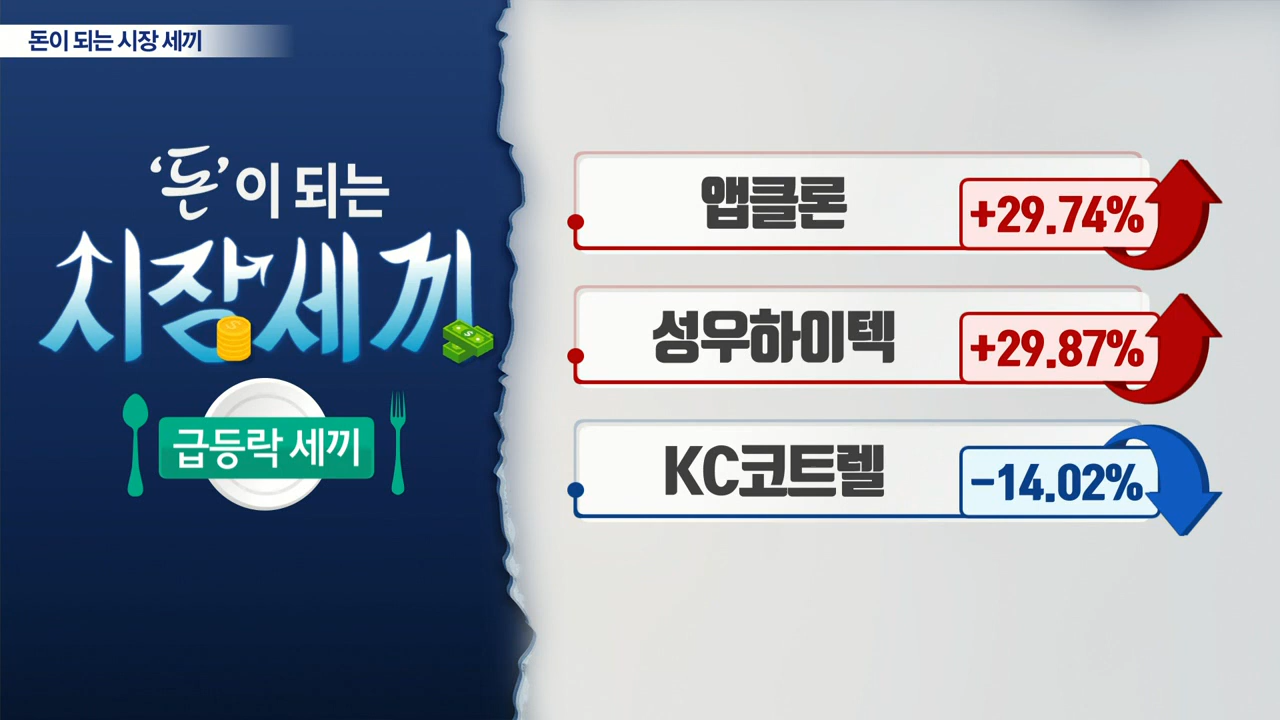 돈이 되는 시장 세끼
‘돈’이 되는
시장세끼
급등락 세끼
앱클론
+29.74%
성우하이텍
+29.87%
KC코트렐
-14.02%